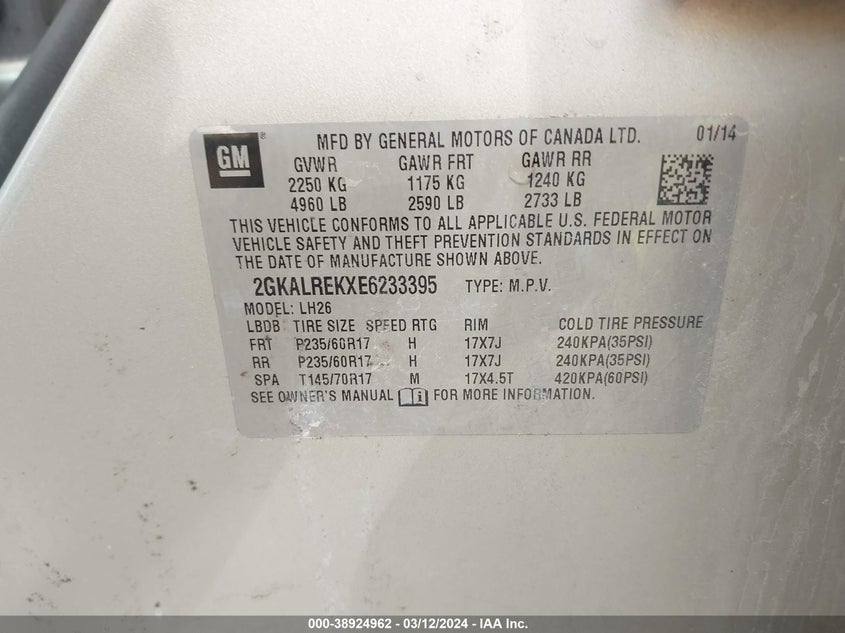 GM ® MFD BY GENERAL MOTORS OF CANADA LTD. 01/14
GVWR GAWR FRT GAWR RR
2250 KG 1175 KG 1240 KG
4960 LB 2590 LB 2733 LB
THIS VEHICLE CONFORMS TO ALL APPLICABLE U.S. FEDERAL MOTOR
VEHICLE SAFETY AND THEFT PREVENTION STANDARDS IN EFFECT ON
THE DATE OF MANUFACTURE SHOWN ABOVE.
2GKALREKXE6233395 TYPE: M.P.V.
MODEL: LH26
LBDB TIRE SIZE SPEED RTG RIM COLD TIRE PRESSURE
FRT P235/60R17 H 17X7J 240KPA(35PSI)
RR P235/60R17 H 17X7J 240KPA(35PSI)
SPA T145/70R17 M 17X4.5T 420KPA(60PSI)
SEE OWNER'S MANUAL FOR MORE INFORMATION.
000-38924962 - 03/12/2024 - IAA Inc.